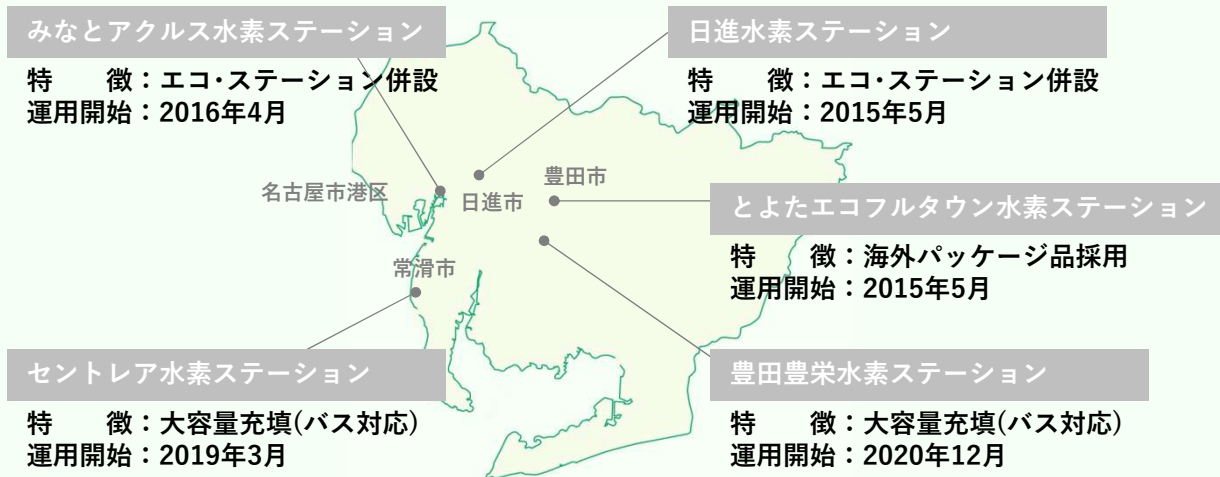 みなとアクルス水素ステーション
特　　徴：エコ･ステーション併設
運用開始：2016年4月
日進水素ステーション
特　　徴：エコ･ステーション併設
運用開始：2015年5月
名古屋市港区
日進市
豊田市
常滑市
とよたエコフルタウン水素ステーション
特　　徴：海外パッケージ品採用
運用開始：2015年5月
セントレア水素ステーション
特　　徴：大容量充填(バス対応)
運用開始：2019年3月
豊田豊栄水素ステーション
特　　徴：大容量充填(バス対応)
運用開始：2020年12月